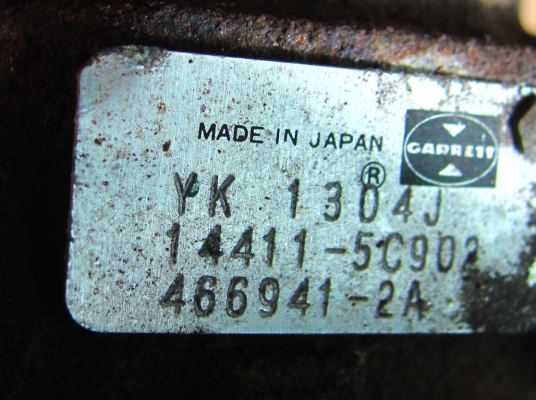 MADE IN JAPAN
GARRETT
®
YK 1304J
14411-5C902
466941-2A